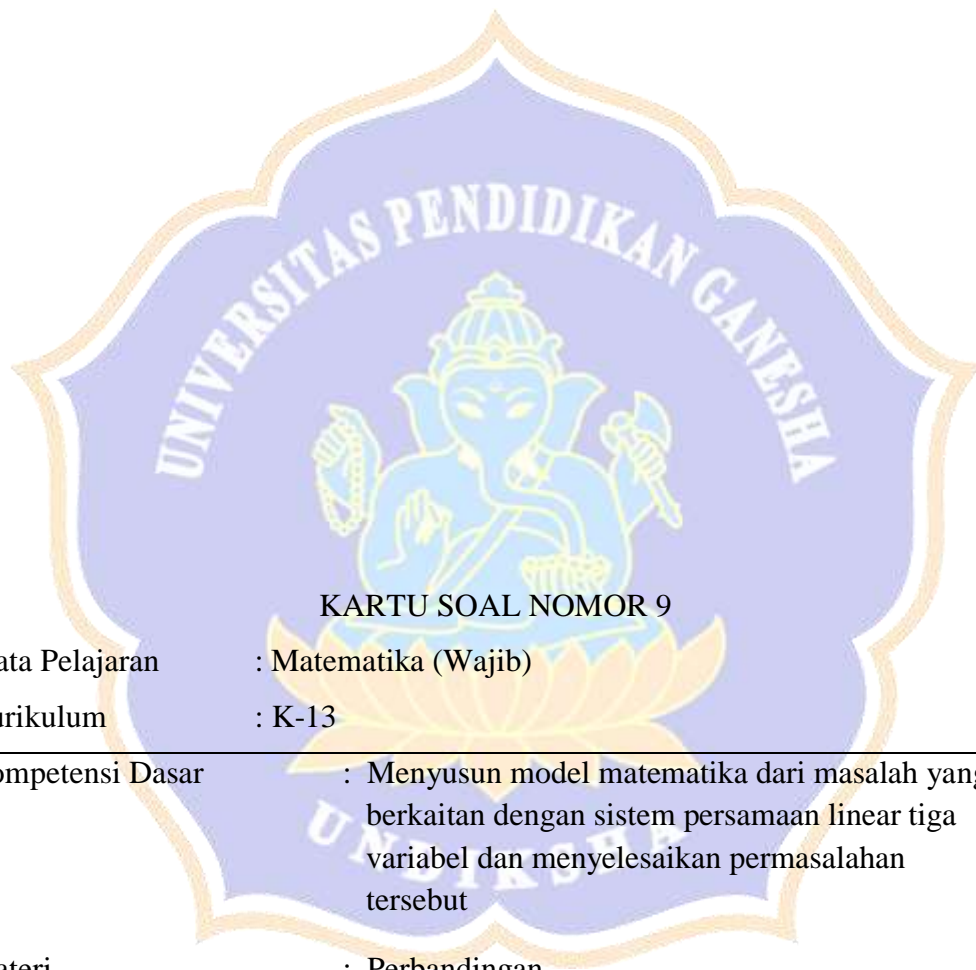 UNIVERSITAS PENDIDIKAN GANESHA
KARTU SOAL NOMOR 9
ata Pelajaran : Matematika (Wajib)
urikulum : K-13
ompetensi Dasar : Menyusun model matematika dari masalah yang
berkaitan dengan sistem persamaan linear tiga
variabel dan menyelesaikan permasalahan
tersebut
UNDIKSHA
ateri : Perbandingan